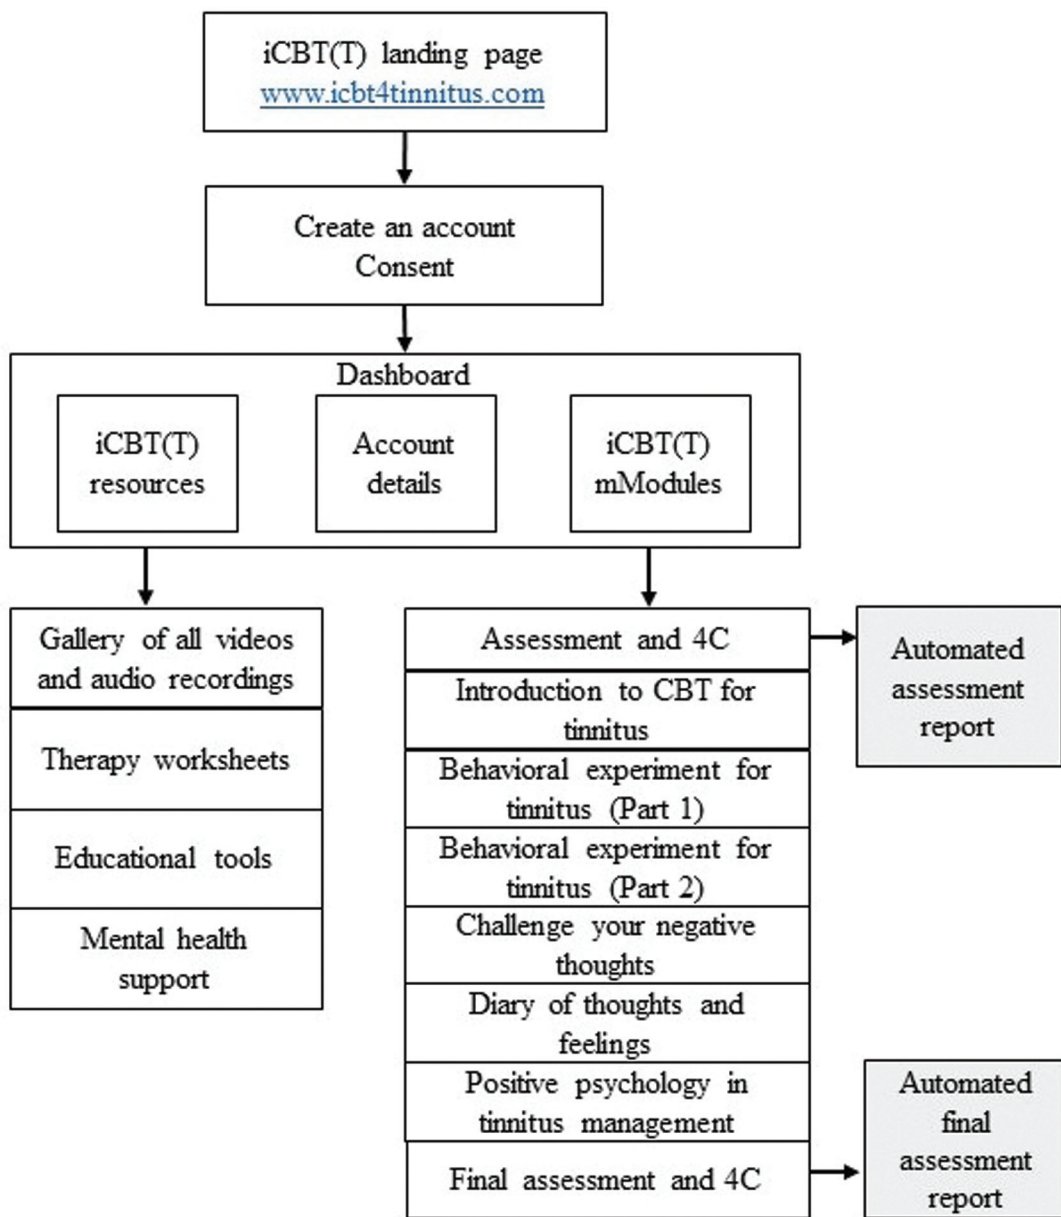 iCBT(T) landing page
www.icbt4tinnitus.com
Create an account
Consent
Dashboard
iCBT(T)
resources
Account
details
iCBT(T)
mModules
Gallery of all videos
and audio recordings
Therapy worksheets
Educational tools
Mental health
support
Assessment and 4C
Introduction to CBT for
tinnitus
Behavioral experiment for
tinnitus (Part 1)
Behavioral experiment for
tinnitus (Part 2)
Challenge your negative
thoughts
Diary of thoughts and
feelings
Positive psychology in
tinnitus management
Final assessment and 4C
Automated
assessment
report
Automated
final
assessment
report